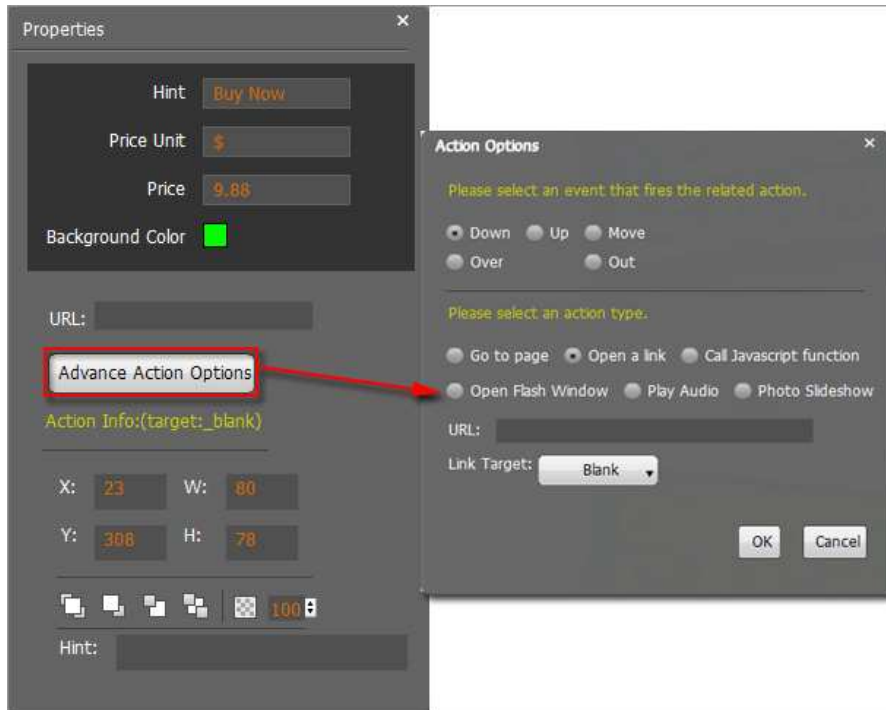 Properties
Hint Buy Now
Price Unit $
Price 9.88
Background Color
URL:
Advance Action Options
Action Info:(target:_blank)
X: 23 W: 80
Y: 308 H: 78
100
Hint:
Action Options
Please select an event that fires the related action.
Down Up Move
Over Out
Please select an action type.
Go to page Open a link Call Javascript function
Open Flash Window Play Audio Photo Slideshow
URL:
Link Target: Blank
OK Cancel